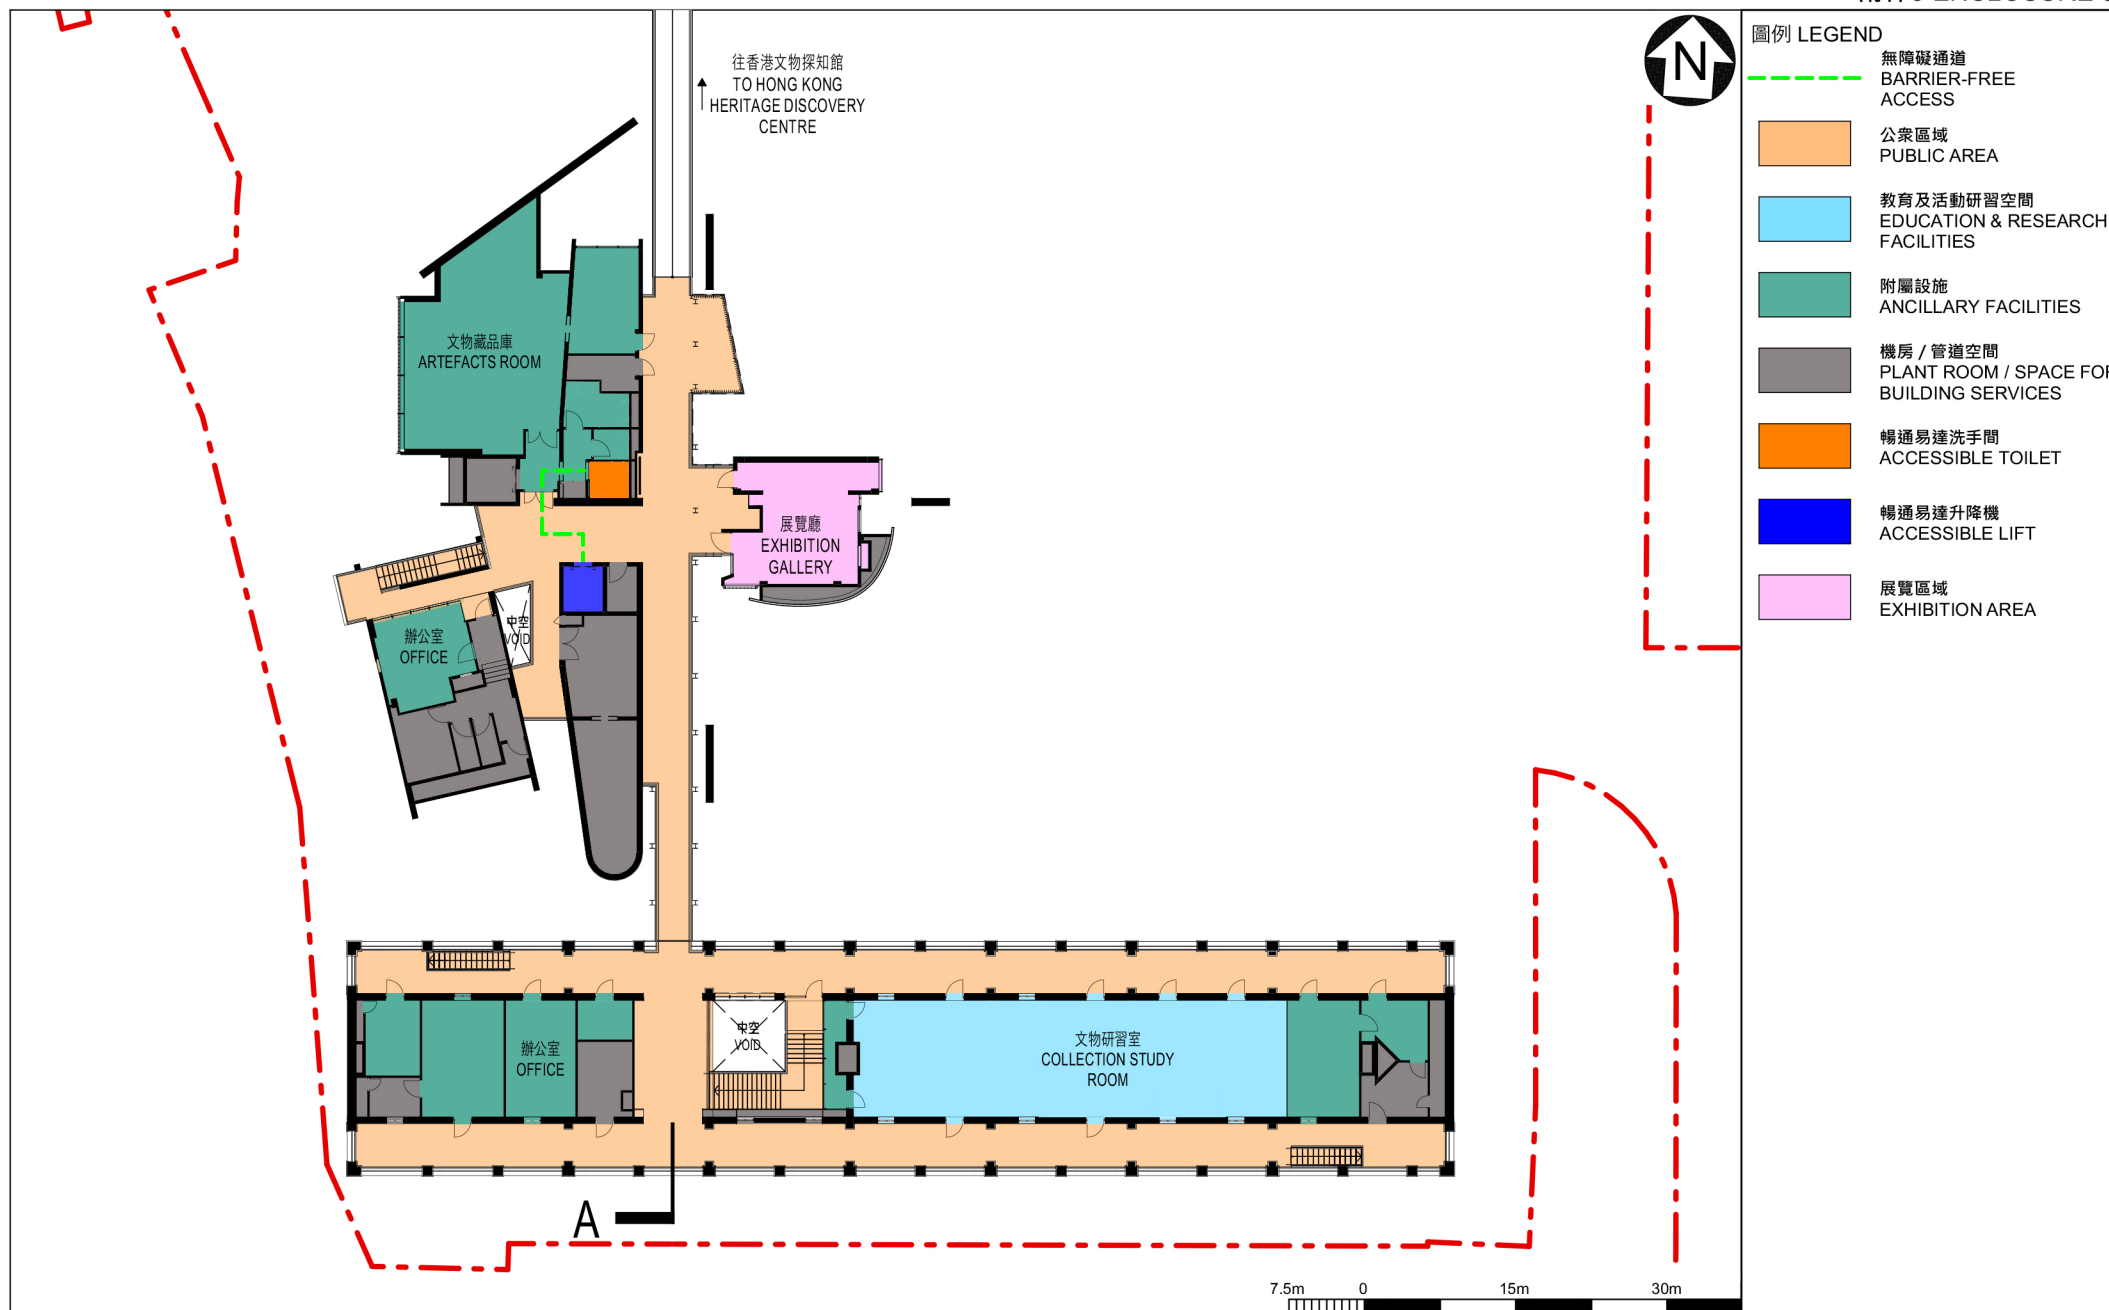 往香港文物探知館
TO HONG KONG
HERITAGE DISCOVERY
CENTRE
N
圖例 LEGEND
無障礙通道
BARRIER-FREE
ACCESS
公衆區域
PUBLIC AREA
教育及活動研習空間
EDUCATION & RESEARCH
FACILITIES
附屬設施
ANCILLARY FACILITIES
機房 / 管道空間
PLANT ROOM / SPACE FOR
BUILDING SERVICES
暢通易達洗手間
ACCESSIBLE TOILET
暢通易達升降機
ACCESSIBLE LIFT
展覽區域
EXHIBITION AREA
文物藏品庫
ARTEFACTS ROOM
展覽廳
EXHIBITION
GALLERY
中空
VOID
辦公室
OFFICE
中空
VOID
辦公室
OFFICE
文物研習室
COLLECTION STUDY
ROOM
A
7.5m 0 15m 30m